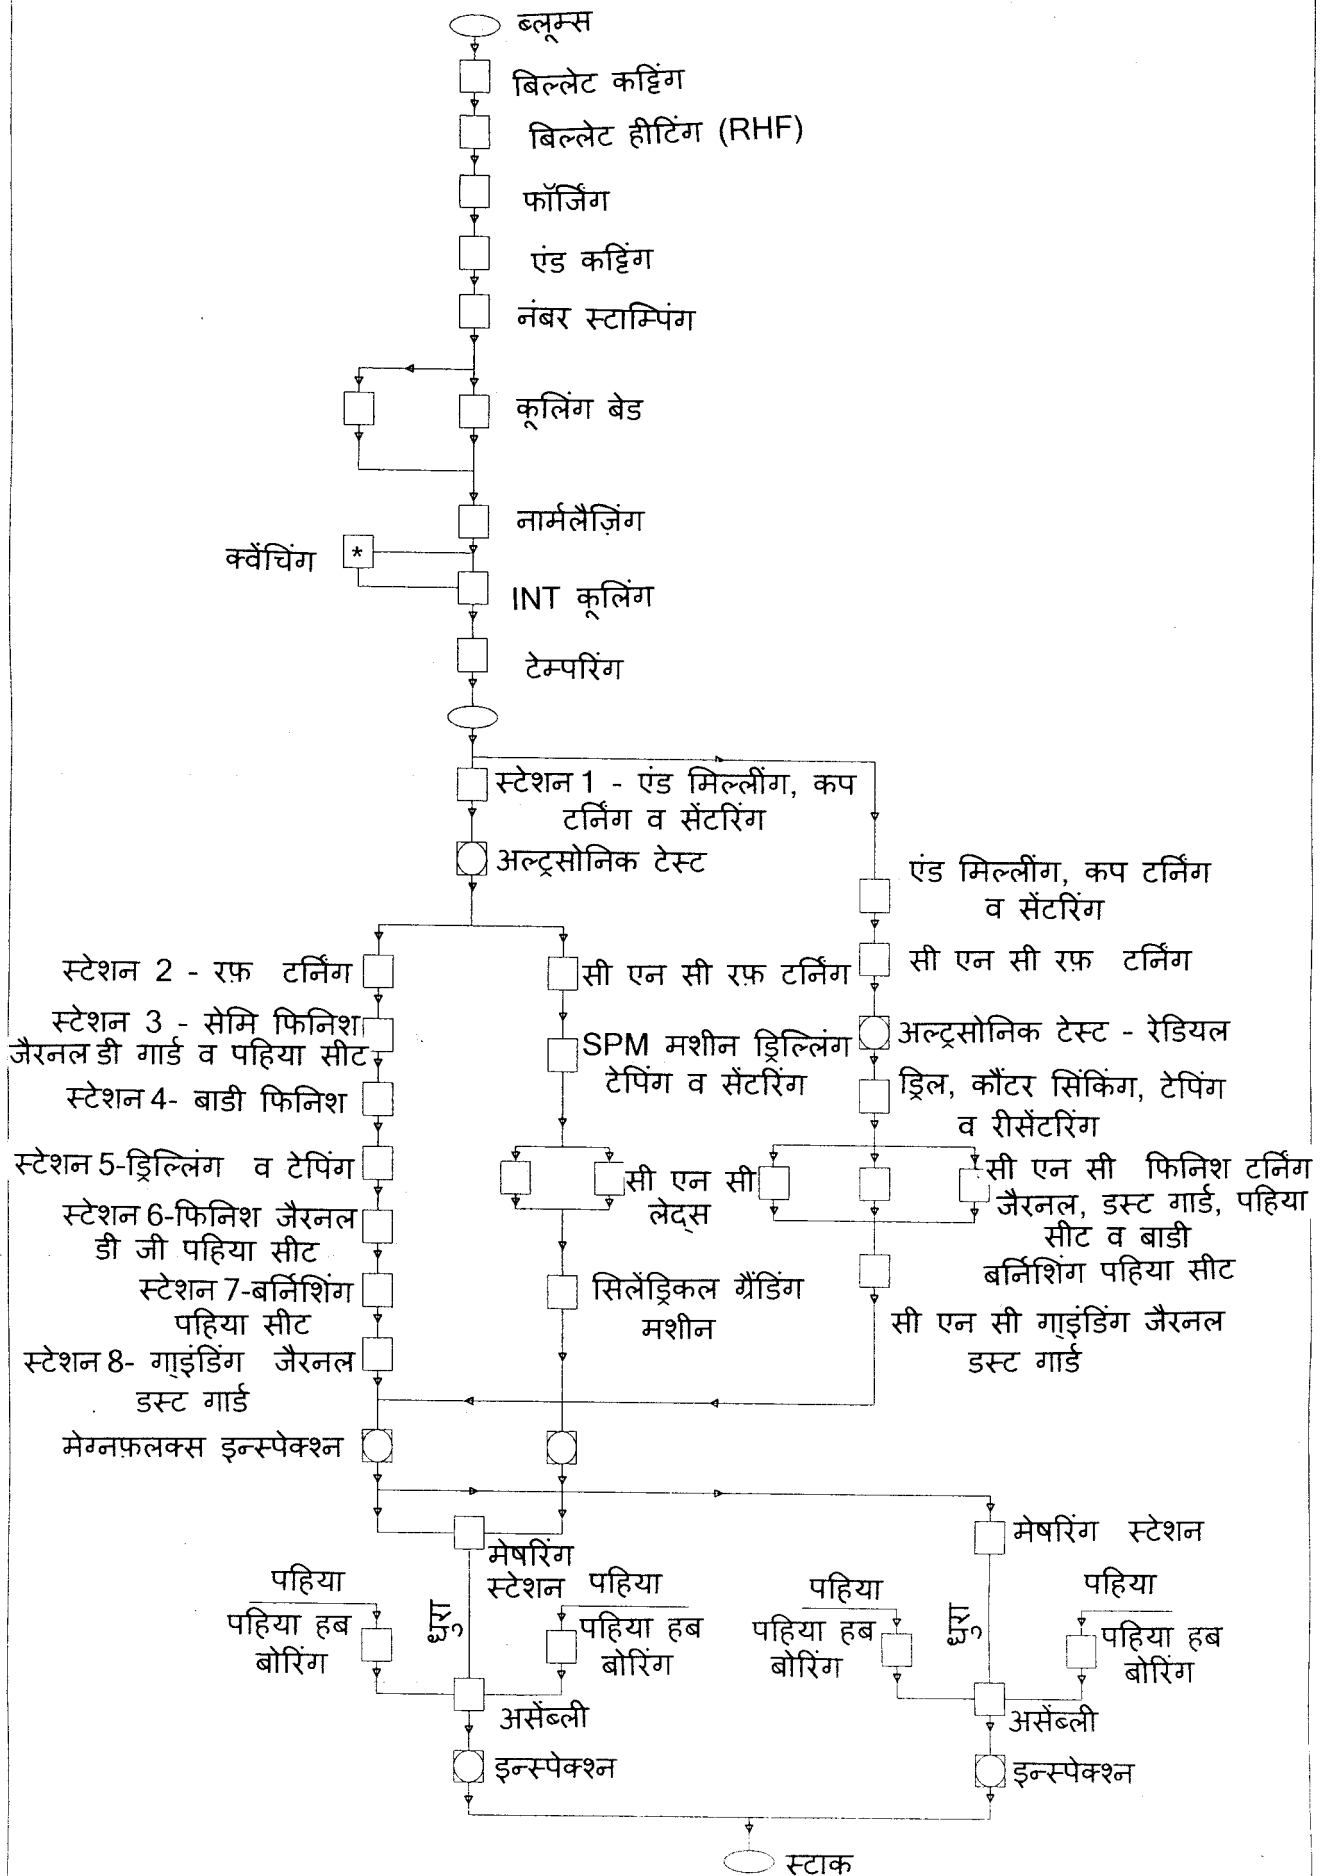 ब्लूम्स
बिल्लेट कट्टिंग
बिल्लेट हीटिंग (RHF)
फॉर्जिंग
एंड कट्टिंग
नंबर स्टाम्पिंग
कूलिंग बेड
नार्मलैज़िंग
क्वेंचिंग
*
INT कूलिंग
टेम्परिंग
स्टेशन 1 - एंड मिल्लींग, कप
टर्निंग व सेंटरिंग
अल्ट्रसोनिक टेस्ट
स्टेशन 2 - रफ़ टर्निंग
स्टेशन 3 - सेमि फिनिश
जैरनल डी गार्ड व पहिया सीट
स्टेशन 4- बाडी फिनिश
स्टेशन 5-ड्रिल्लिंग व टेपिंग
स्टेशन 6-फिनिश जैरनल
डी जी पहिया सीट
स्टेशन 7-बर्निशिंग
पहिया सीट
स्टेशन 8- गा्इंडिंग जैरनल
डस्ट गार्ड
मेग्नफ़लक्स इन्स्पेक्श्न
सी एन सी रफ़ टर्निंग
SPM मशीन ड्रिल्लिंग
टेपिंग व सेंटरिंग
सी एन सी
लेद्स
सिलेंड्रिकल ग्रैंडिंग
मशीन
एंड मिल्लींग, कप टर्निंग
व सेंटरिंग
सी एन सी रफ़ टर्निंग
अल्ट्रसोनिक टेस्ट - रेडियल
ड्रिल, कौंटर सिंकिंग, टेपिंग
व रीसेंटरिंग
सी एन सी फिनिश टर्निंग
जैरनल, डस्ट गार्ड, पहिया
सीट व बाडी
बर्निशिंग पहिया सीट
सी एन सी गा्इंडिंग जैरनल
डस्ट गार्ड
मेषरिंग
स्टेशन
पहिया
पहिया हब
बोरिंग
धुरा
पहिया
पहिया हब
बोरिंग
असेंब्ली
इन्स्पेक्श्न
मेषरिंग स्टेशन
पहिया
पहिया हब
बोरिंग
धुरा
पहिया
पहिया हब
बोरिंग
असेंब्ली
इन्स्पेक्श्न
स्टाक